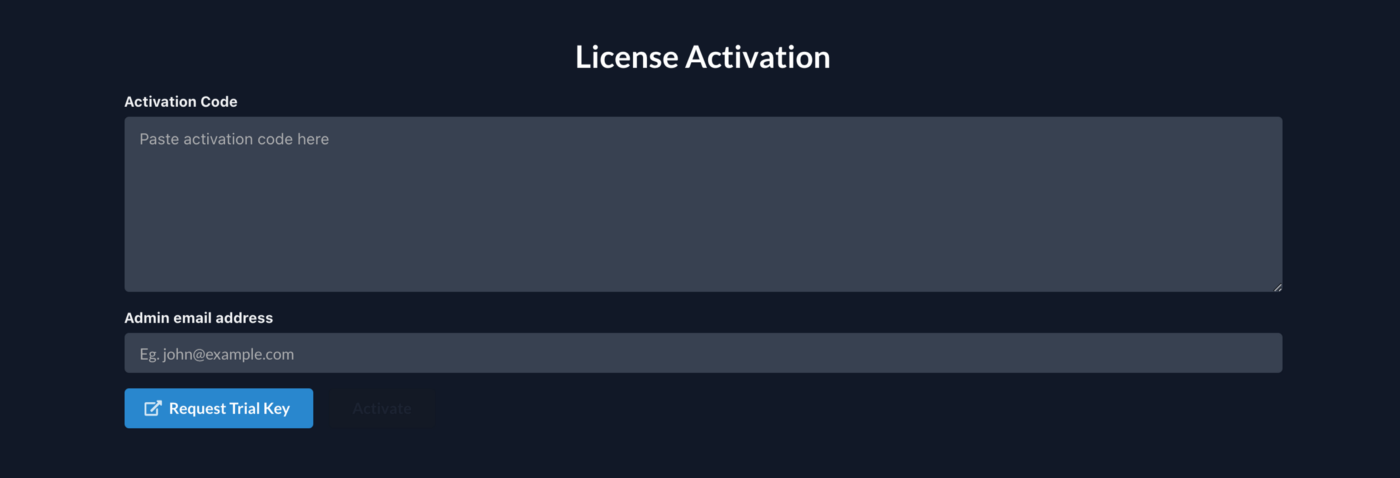 License Activation
Activation Code
Paste activation code here
Admin email address
Eg. john@example.com
Request Trial Key Activate